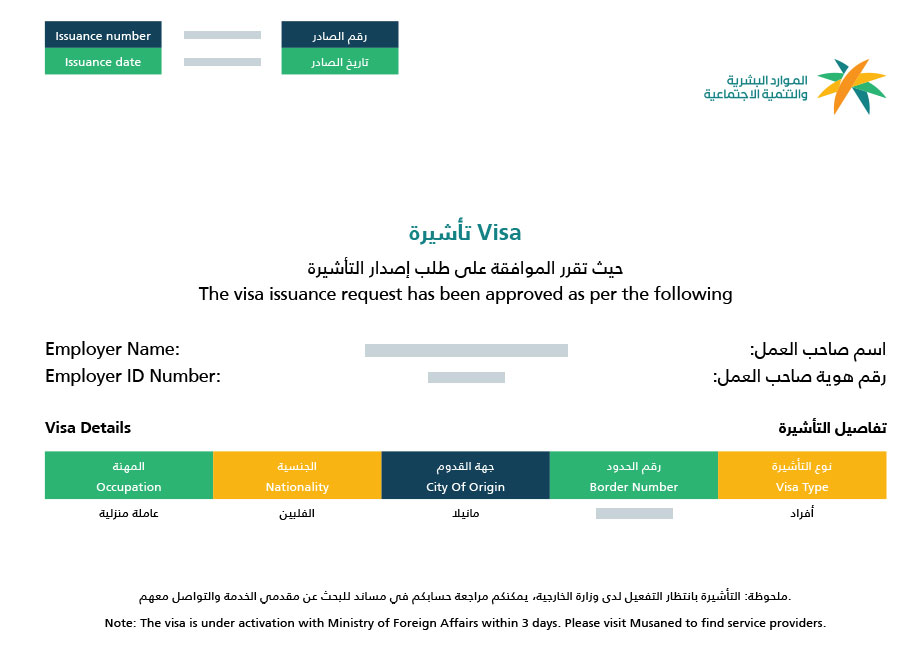 Issuance number رقم الصادر
Issuance date تاريخ الصادر
الموارد البشرية
والتنمية الاجتماعية
تأشيرة Visa
حيث تقرر الموافقة على طلب إصدار التأشيرة
The visa issuance request has been approved as per the following
Employer Name: اسم صاحب العمل:
Employer ID Number: رقم هوية صاحب العمل:
Visa Details تفاصيل التأشيرة
المهنة الجنسية جهة القدوم رقم الحدود نوع التأشيرة
Occupation Nationality City Of Origin Border Number Visa Type
عاملة منزلية الفلبين مانيلا أفراد
ملحوظة: التأشيرة بانتظار التفعيل لدى وزارة الخارجية، يمكنكم مراجعة حسابكم في مساند للبحث عن مقدمي الخدمة والتواصل معهم.
Note: The visa is under activation with Ministry of Foreign Affairs within 3 days. Please visit Musaned to find service providers.